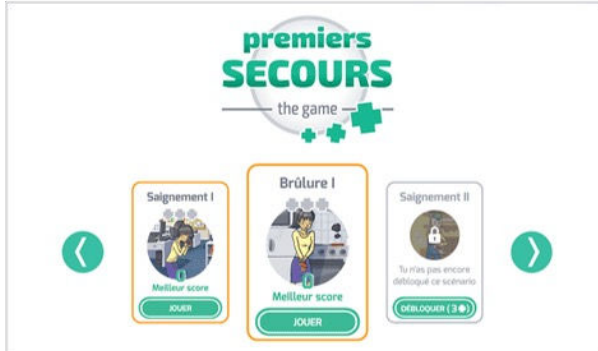 premiers
SECOURS
the game
Saignement I
Meilleur score
JOUER
Brûlure I
Meilleur score
JOUER
Saignement II
Tu n'as pas encore
débloqué ce scénario
DÉBLOQUER (3)